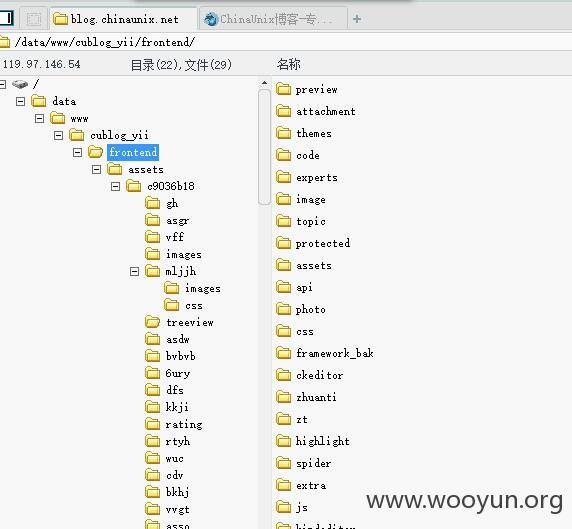 blog.chinaunix.net
ChinaUnix博客-专...
/data/www/cublog_yii/frontend/
119.97.146.54
目录(22),文件(29)
名称
/
data
www
cublog_yii
frontend
assets
c9036b18
gh
asgr
vff
images
mljjh
images
css
treeview
asdw
bvbvb
6ury
dfs
kkji
rating
rtyh
wuc
cdv
bkhj
vvgt
asso
preview
attachment
themes
code
experts
image
topic
protected
assets
api
photo
css
framework_bak
ckeditor
zhuanti
zt
highlight
spider
extra
js
www.wooyun.org